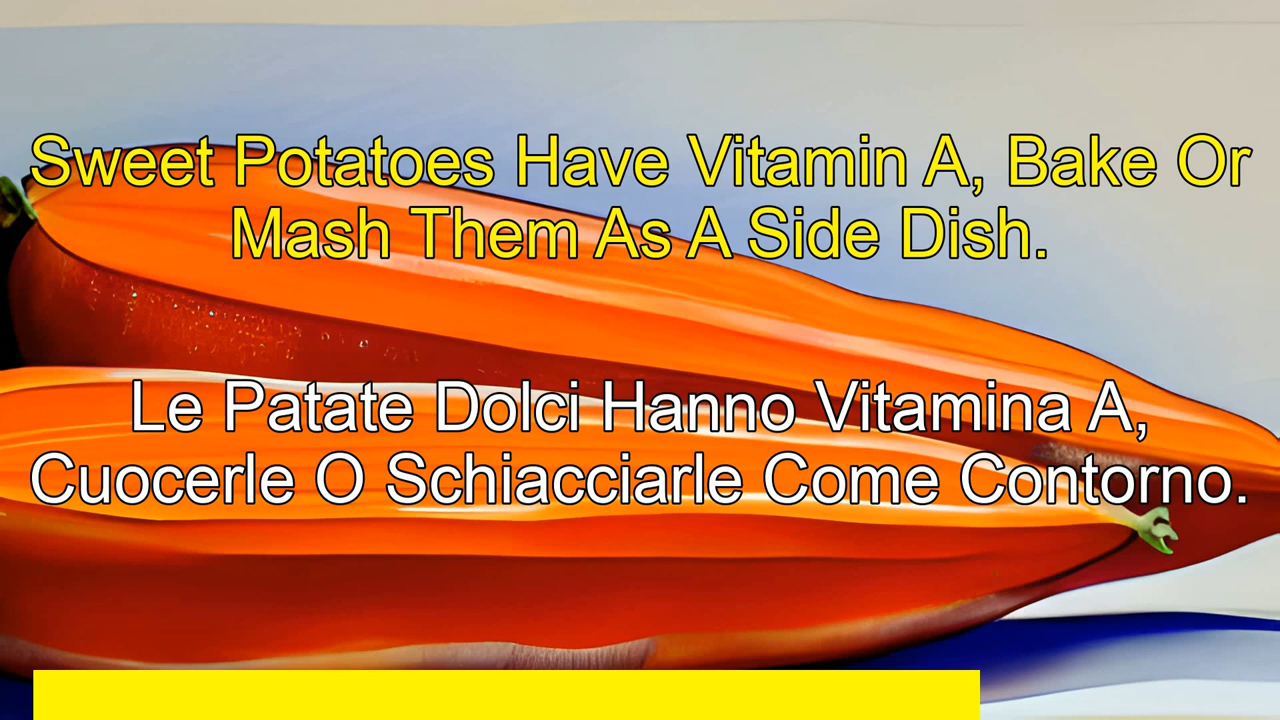 Sweet Potatoes Have Vitamin A, Bake Or
Mash Them As A Side Dish.
Le Patate Dolci Hanno Vitamina A,
Cuocerle O Schiacciarle Come Contorno.